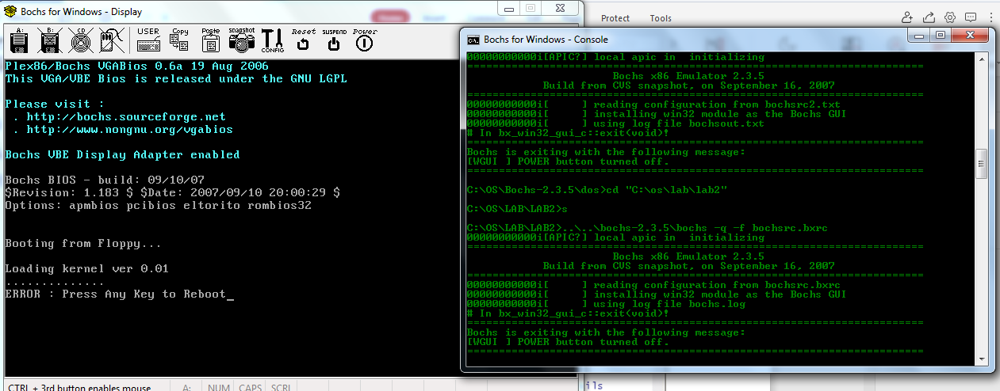 Bochs for Windows - Display
A: B: CD USER Copy Paste snapshot CONFIG Reset SUSPEND Power
Plex86/Bochs VGABios 0.6a 19 Aug 2006
This VGA/VBE Bios is released under the GNU LGPL
Please visit :
. http://bochs.sourceforge.net
. http://www.nongnu.org/vgabios
Bochs VBE Display Adapter enabled
Bochs BIOS - build: 09/10/07
$Revision: 1.183 $ $Date: 2007/09/10 20:00:29 $
Options: apmbios pcibios eltorito rombios32
Booting from Floppy...
Loading kernel ver 0.01
..............
ERROR : Press Any Key to Reboot_
CTRL + 3rd button enables mouse A: NUM CAPS SCRL
Protect Tools
Bochs for Windows - Console
00000000000i[APIC?] local apic in  initializing
========================================================================
Bochs x86 Emulator 2.3.5
Build from CVS snapshot, on September 16, 2007
========================================================================
00000000000i[     ] reading configuration from bochsrc2.txt
00000000000i[     ] installing win32 module as the Bochs GUI
00000000000i[     ] using log file bochsout.txt
# In bx_win32_gui_c::exit(void)!
========================================================================
Bochs is exiting with the following message:
[WGUI ] POWER button turned off.
========================================================================
C:\OS\Bochs-2.3.5\dos>cd "C:\os\lab\lab2"
C:\OS\LAB\LAB2>s
C:\OS\LAB\LAB2>..\..\bochs-2.3.5\bochs -q -f bochsrc.bxrc
00000000000i[APIC?] local apic in  initializing
========================================================================
Bochs x86 Emulator 2.3.5
Build from CVS snapshot, on September 16, 2007
========================================================================
00000000000i[     ] reading configuration from bochsrc.bxrc
00000000000i[     ] installing win32 module as the Bochs GUI
00000000000i[     ] using log file bochs.log
# In bx_win32_gui_c::exit(void)!
========================================================================
Bochs is exiting with the following message:
[WGUI ] POWER button turned off.
========================================================================
ils